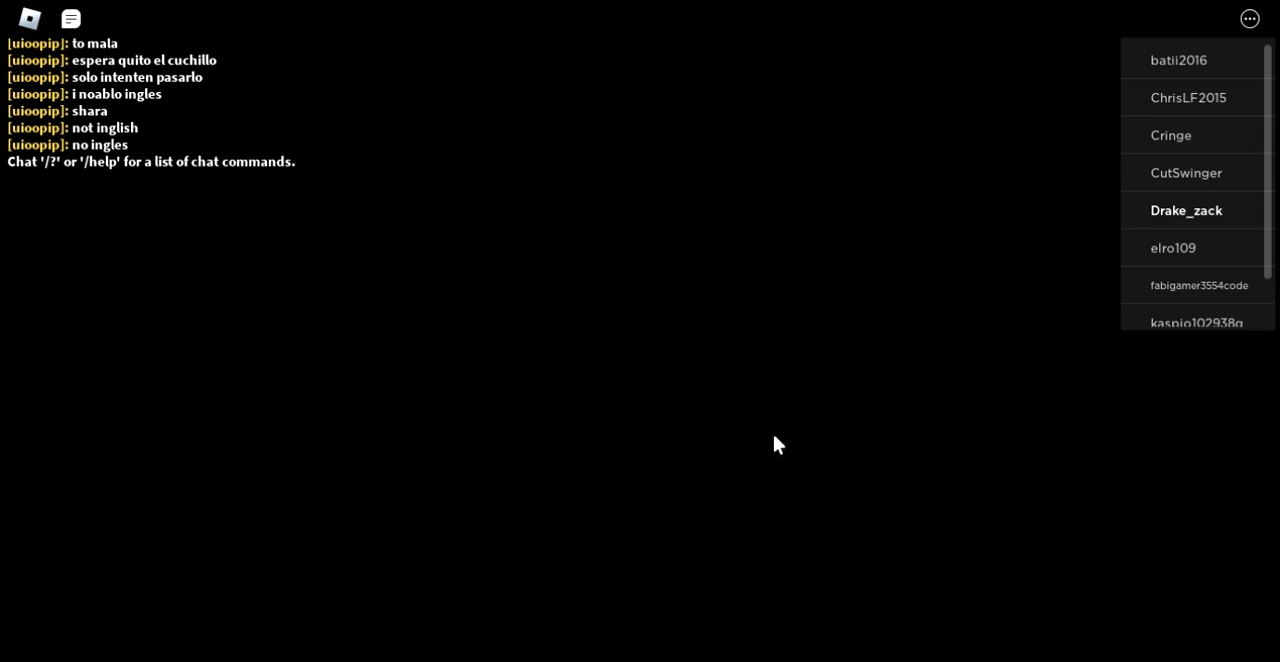 [uioopip]: to mala
[uioopip]: espera quito el cuchillo
[uioopip]: solo intenten pasarlo
[uioopip]: i noablo ingles
[uioopip]: shara
[uioopip]: not inglish
[uioopip]: no ingles
Chat '/?' or '/help' for a list of chat commands.
batii2016
ChrisLF2015
Cringe
CutSwinger
Drake_zack
elro109
fabigamer3554code